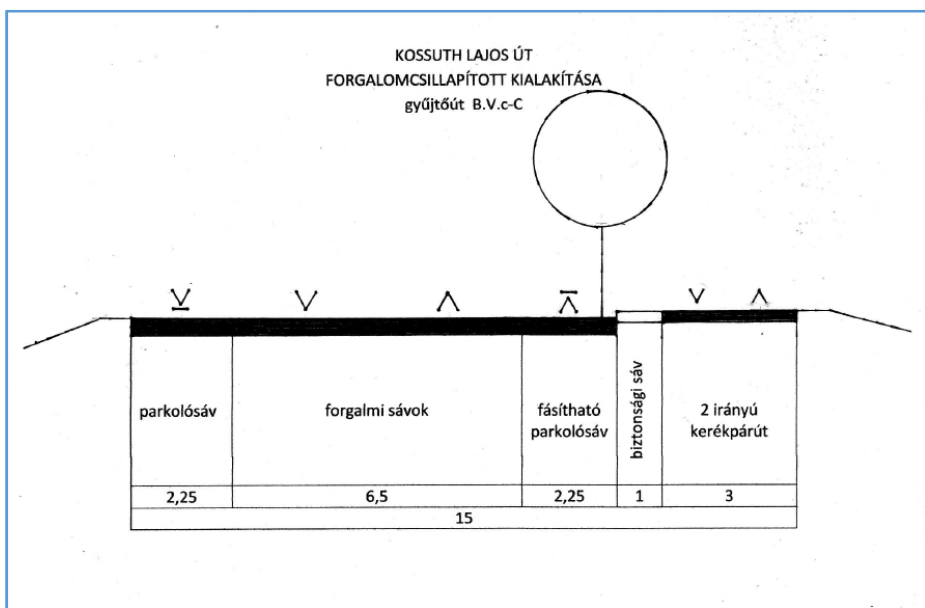 KOSSUTH LAJOS ÚT
FORGALOMCSILLAPÍTOTT KIALAKÍTÁSA
gyűjtőút B.V.c-C
parkolósáv
forgalmi sávok
fásítható
parkolósáv
biztonsági sáv
2 irányú
kerékpárút
2,25
6,5
2,25
1
3
15